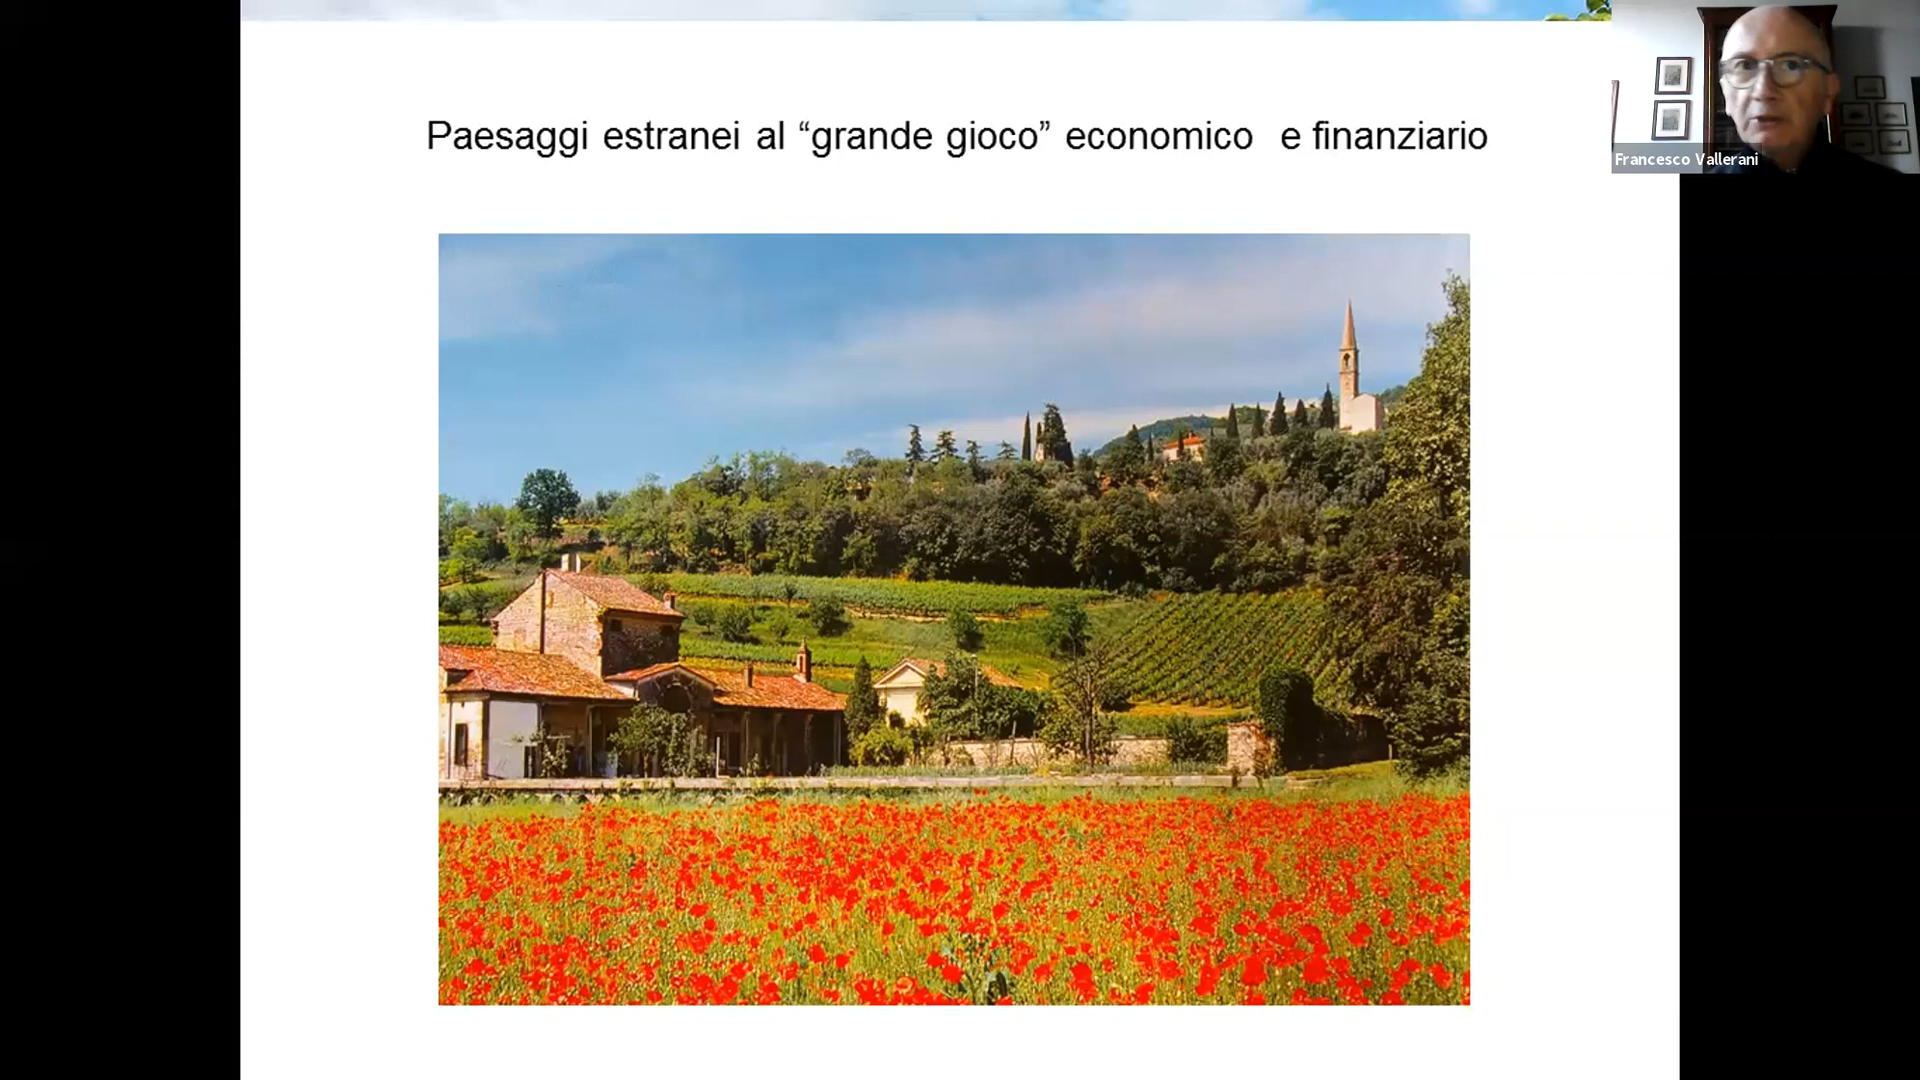 Paesaggi estranei al “grande gioco” economico e finanziario
Francesco Vallerani